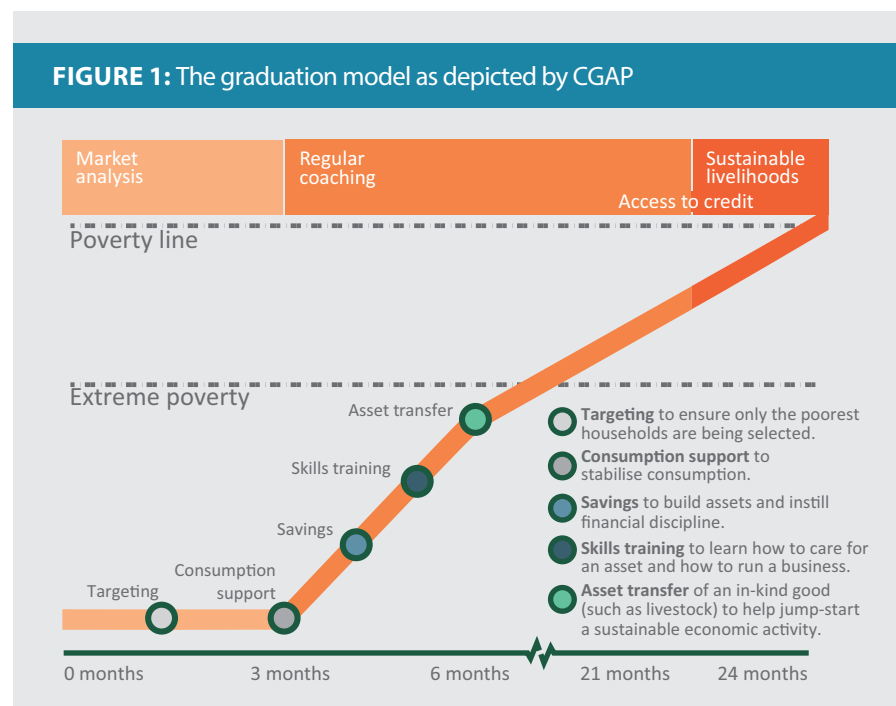 FIGURE 1: The graduation model as depicted by CGAP
Market
analysis
Regular
coaching
Sustainable
livelihoods
Access to credit
Poverty line
Extreme poverty
Asset transfer
Skills training
Savings
Consumption
support
Targeting
Targeting to ensure only the poorest
households are being selected.
Consumption support to
stabilise consumption.
Savings to build assets and instill
financial discipline.
Skills training to learn how to care for
an asset and how to run a business.
Asset transfer of an in-kind good
(such as livestock) to help jump-start
a sustainable economic activity.
0 months
3 months
6 months
21 months
24 months